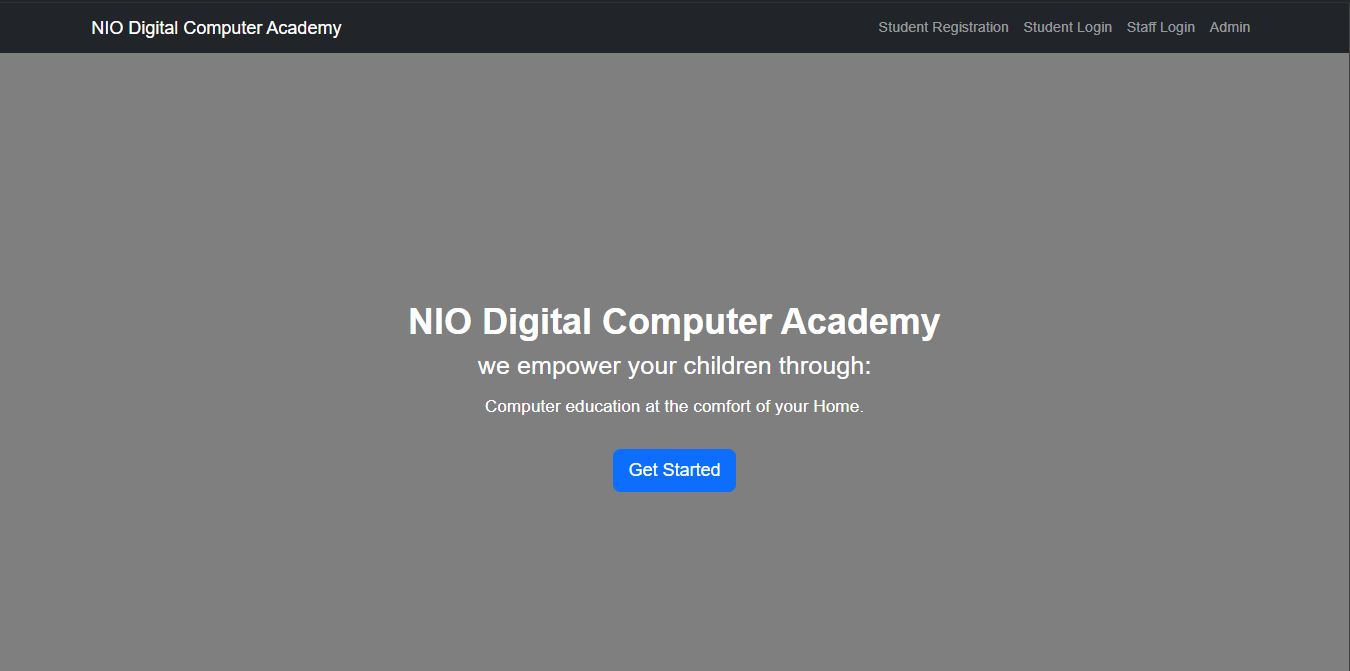 NIO Digital Computer Academy
Student Registration Student Login Staff Login Admin
NIO Digital Computer Academy
we empower your children through:
Computer education at the comfort of your Home.
Get Started